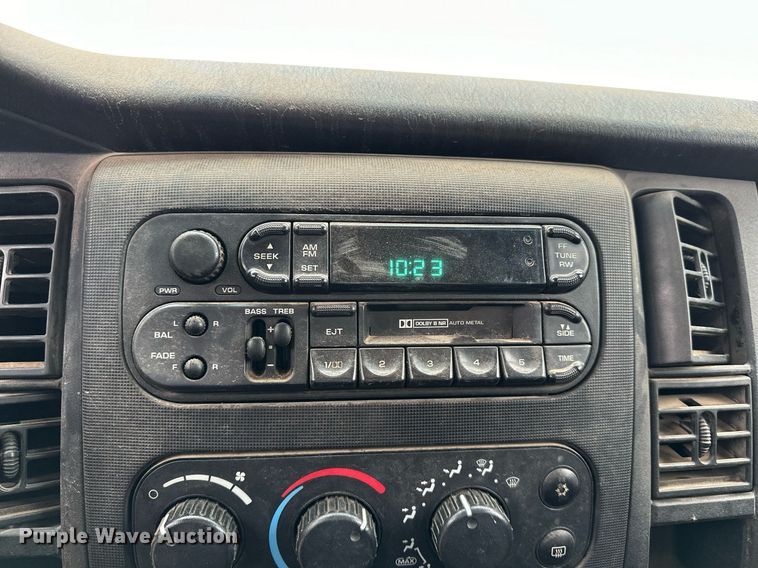 AM
FM
SET
SEEK
10:23
FF
TUNE
RW
PWR
VOL
L
R
BAL
FADE
F
R
BASS
TREB
+
–
EJT
DOLBY B NR AUTO METAL
SIDE
1/
2
3
4
5
TIME
MAX
Purple Wave Auction